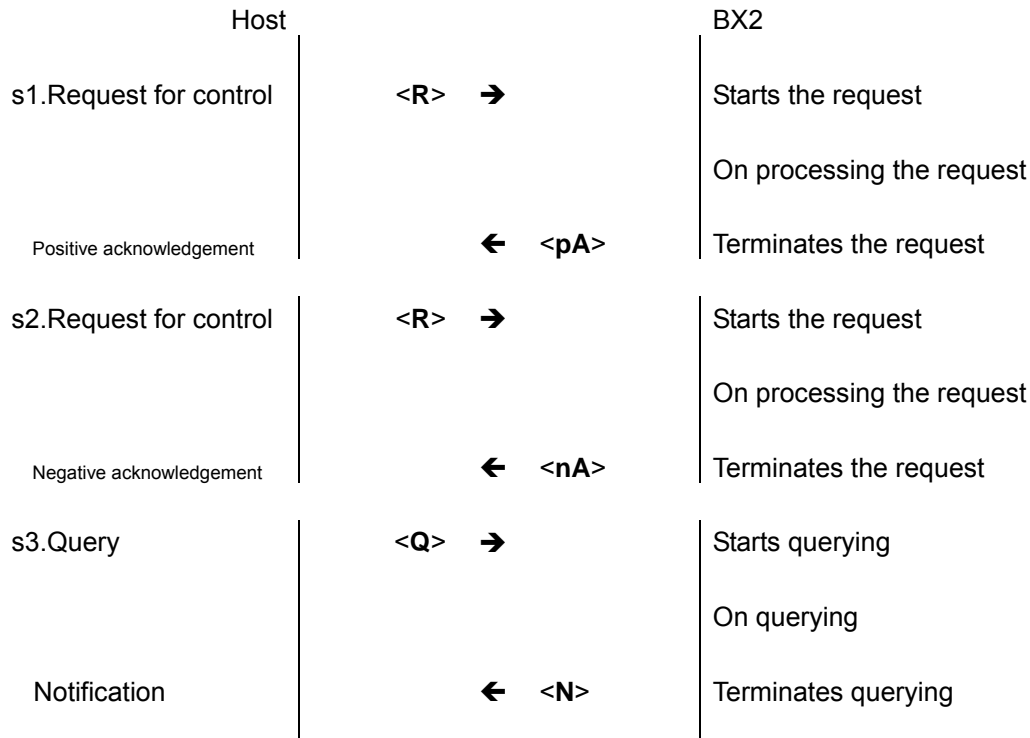 Host BX2
s1.Request for control <R> → Starts the request
On processing the request
Positive acknowledgement ← <pA> Terminates the request
s2.Request for control <R> → Starts the request
On processing the request
Negative acknowledgement ← <nA> Terminates the request
s3.Query <Q> → Starts querying
On querying
Notification ← <N> Terminates querying